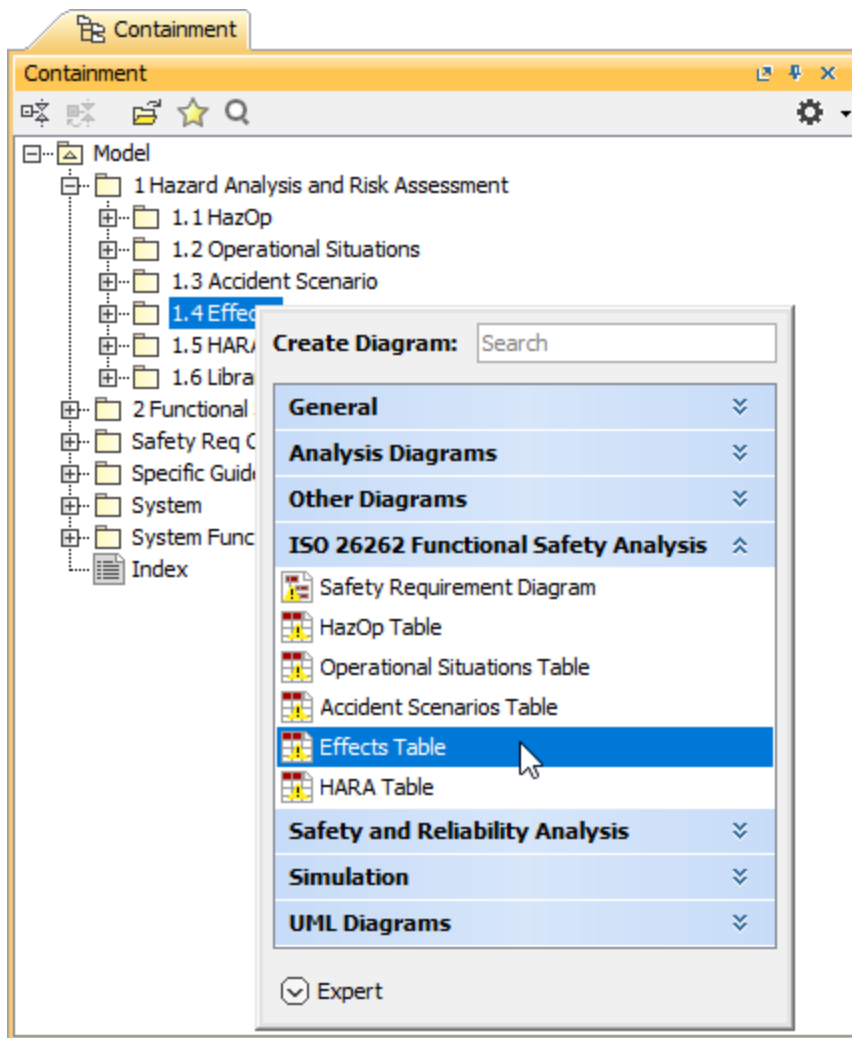 Containment
Containment
Model
1 Hazard Analysis and Risk Assessment
1.1 HazOp
1.2 Operational Situations
1.3 Accident Scenario
1.4 Effec
1.5 HARA
1.6 Libra
2 Functional
Safety Req
Specific Guid
System
System Func
Index
Create Diagram: Search
General
Analysis Diagrams
Other Diagrams
ISO 26262 Functional Safety Analysis
Safety Requirement Diagram
HazOp Table
Operational Situations Table
Accident Scenarios Table
Effects Table
HARA Table
Safety and Reliability Analysis
Simulation
UML Diagrams
Expert